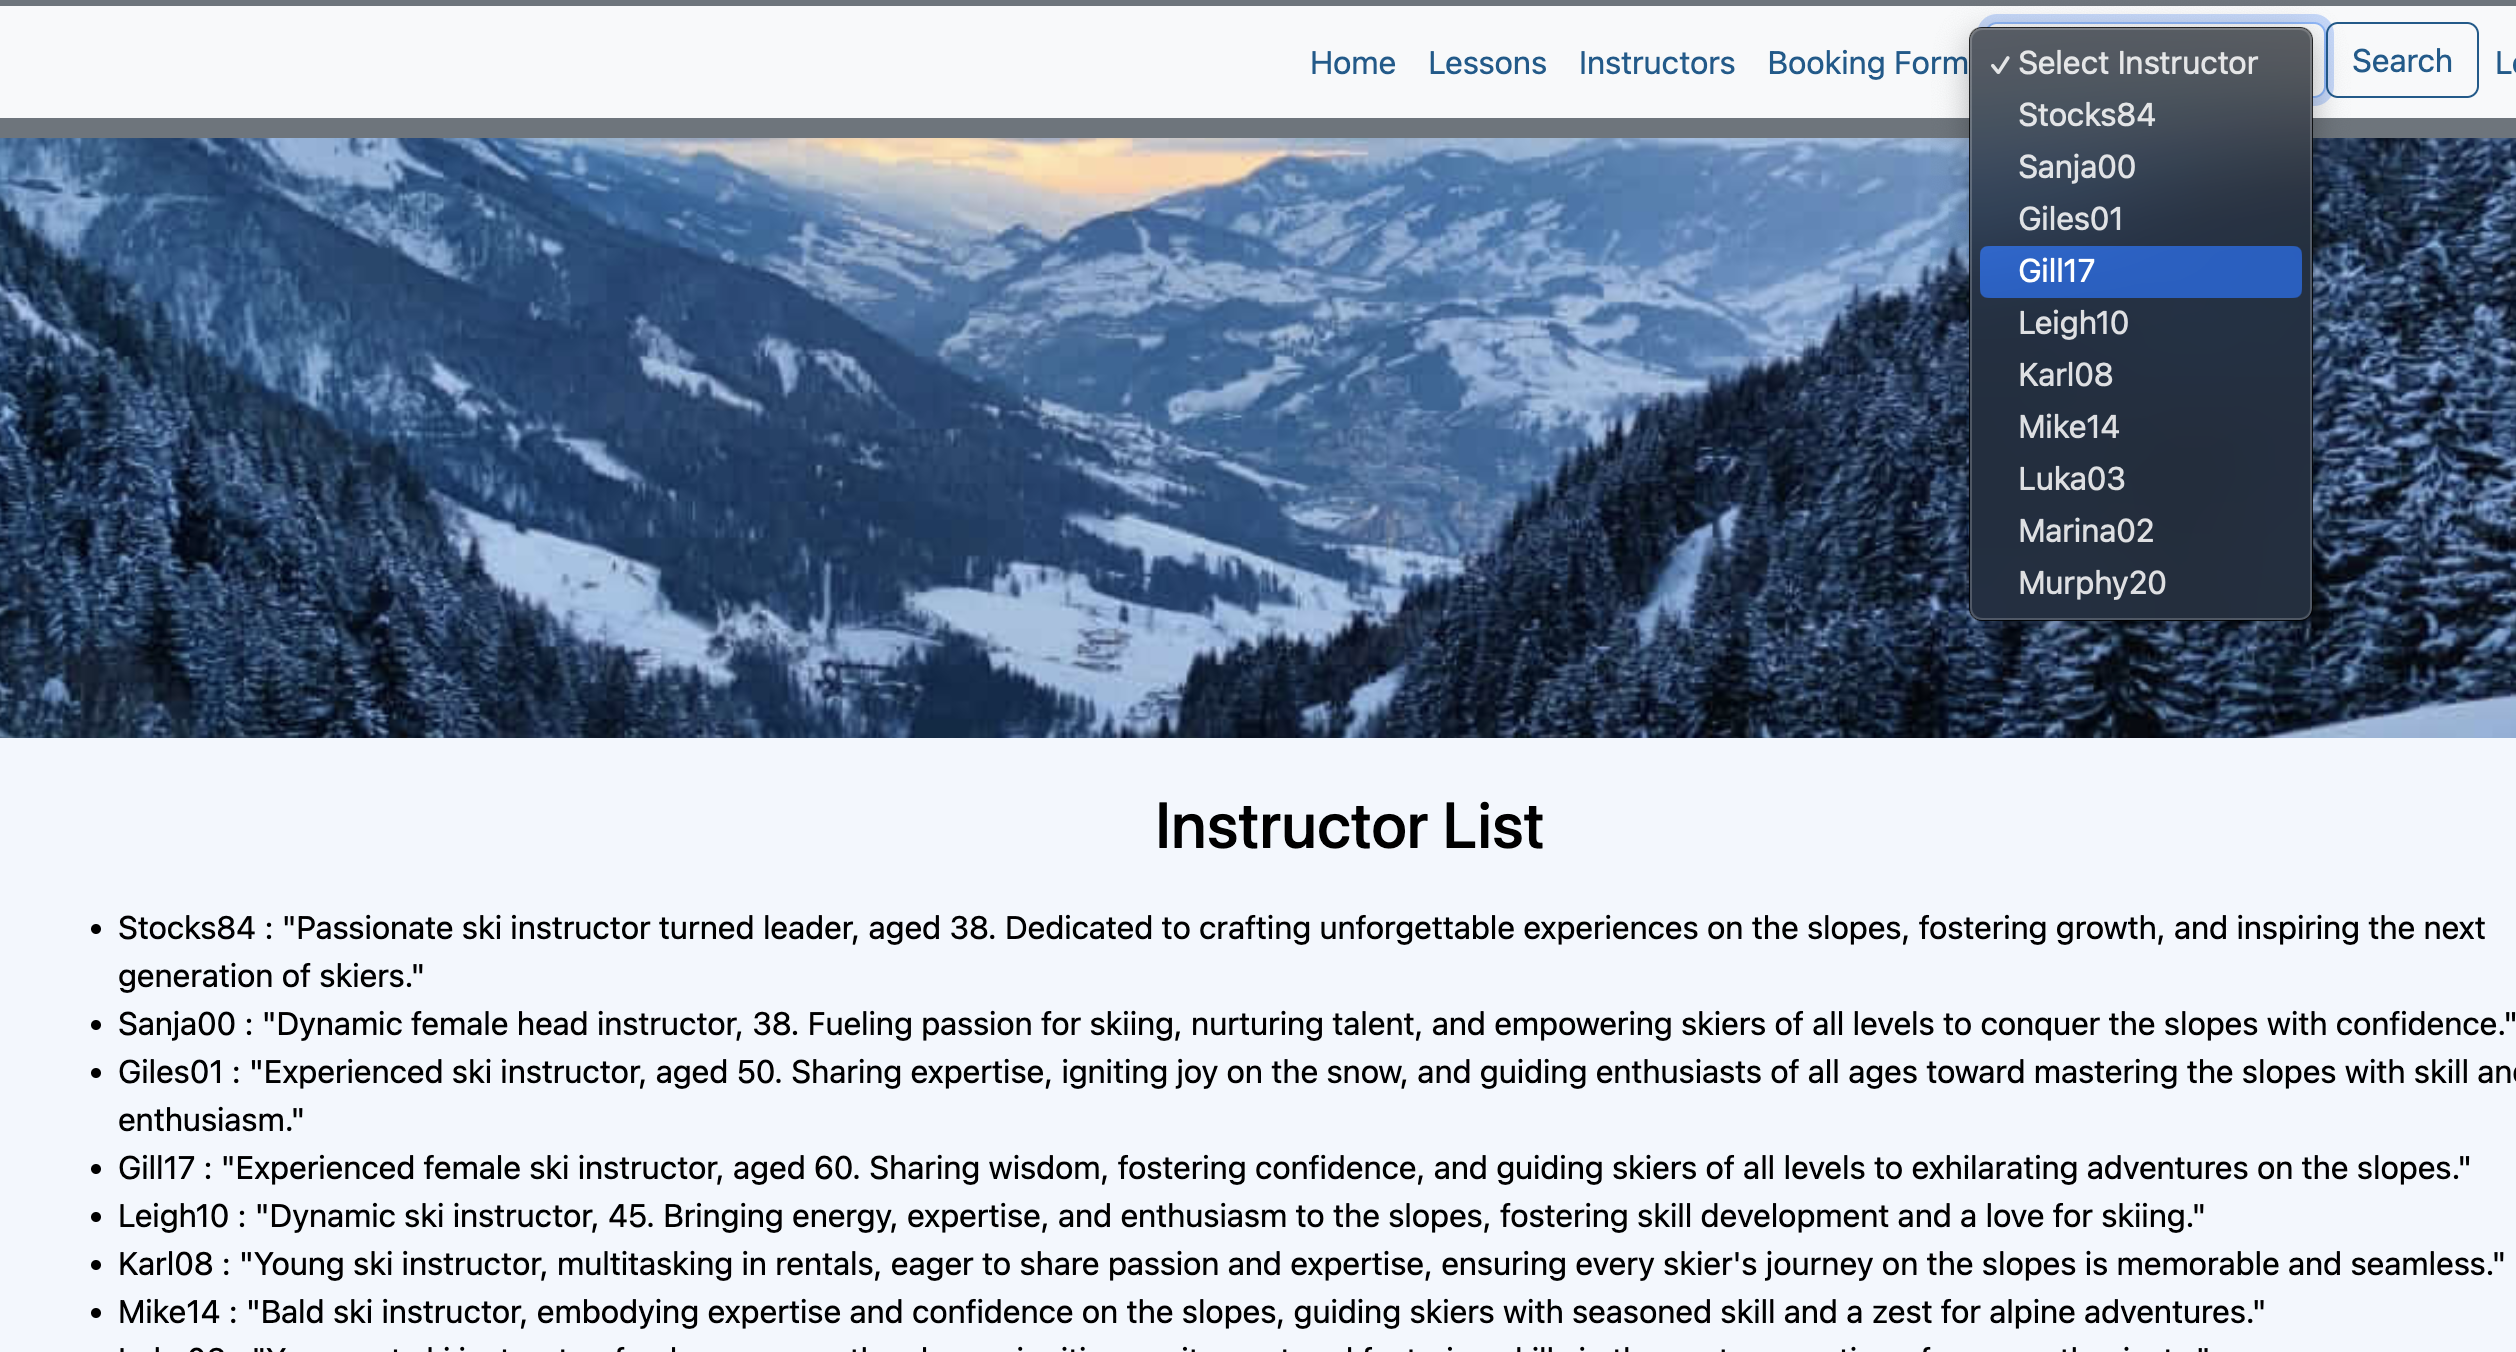 Home Lessons Instructors Booking Form ✓ Select Instructor Search
Stocks84
Sanja00
Giles01
Gill17
Leigh10
Karl08
Mike14
Luka03
Marina02
Murphy20
Instructor List
• Stocks84 : "Passionate ski instructor turned leader, aged 38. Dedicated to crafting unforgettable experiences on the slopes, fostering growth, and inspiring the next
generation of skiers."
• Sanja00 : "Dynamic female head instructor, 38. Fueling passion for skiing, nurturing talent, and empowering skiers of all levels to conquer the slopes with confidence."
• Giles01 : "Experienced ski instructor, aged 50. Sharing expertise, igniting joy on the snow, and guiding enthusiasts of all ages toward mastering the slopes with skill and
enthusiasm."
• Gill17 : "Experienced female ski instructor, aged 60. Sharing wisdom, fostering confidence, and guiding skiers of all levels to exhilarating adventures on the slopes."
• Leigh10 : "Dynamic ski instructor, 45. Bringing energy, expertise, and enthusiasm to the slopes, fostering skill development and a love for skiing."
• Karl08 : "Young ski instructor, multitasking in rentals, eager to share passion and expertise, ensuring every skier's journey on the slopes is memorable and seamless."
• Mike14 : "Bald ski instructor, embodying expertise and confidence on the slopes, guiding skiers with seasoned skill and a zest for alpine adventures."